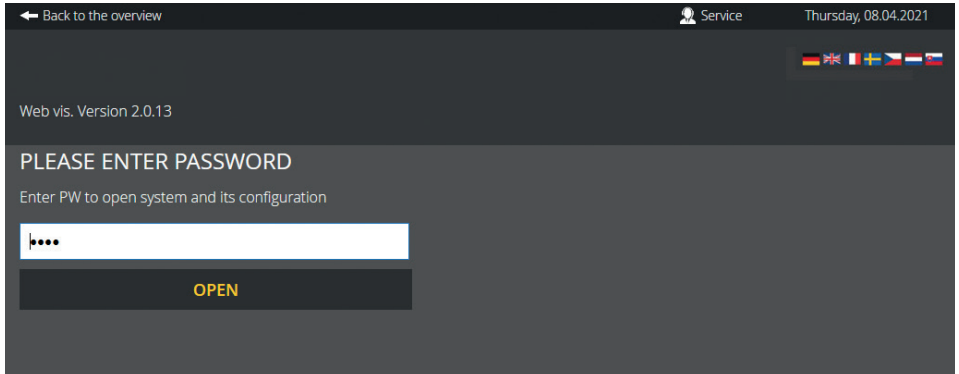 Back to the overview Service Thursday, 08.04.2021
Web vis. Version 2.0.13
PLEASE ENTER PASSWORD
Enter PW to open system and its configuration
••••
OPEN